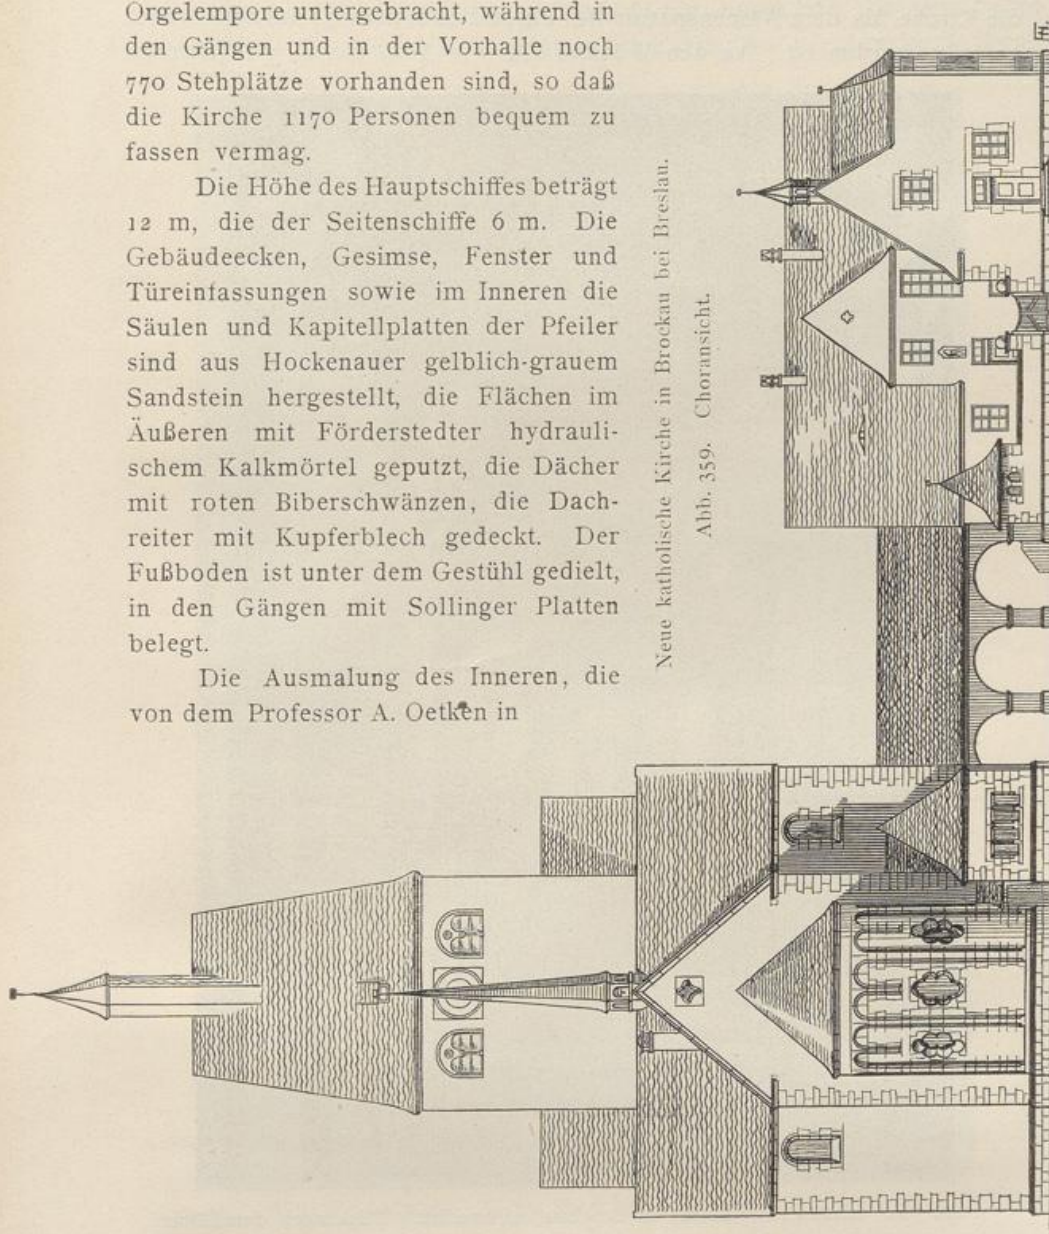 Orgelempore untergebracht, während in
den Gängen und in der Vorhalle noch
770 Stehplätze vorhanden sind, so daß
die Kirche 1170 Personen bequem zu
fassen vermag.
Die Höhe des Hauptschiffes beträgt
12 m, die der Seitenschiffe 6 m. Die
Gebäudeecken, Gesimse, Fenster und
Türeinfassungen sowie im Inneren die
Säulen und Kapitellplatten der Pfeiler
sind aus Hockenauer gelblich-grauem
Sandstein hergestellt, die Flächen im
Äußeren mit Förderstedter hydrauli-
schem Kalkmörtel geputzt, die Dächer
mit roten Biberschwänzen, die Dach-
reiter mit Kupferblech gedeckt. Der
Fußboden ist unter dem Gestühl gedielt,
in den Gängen mit Sollinger Platten
belegt.
Die Ausmalung des Inneren, die
von dem Professor A. Oetken in
Neue katholische Kirche in Brockau bei Breslau.
Abb. 359. Choransicht.